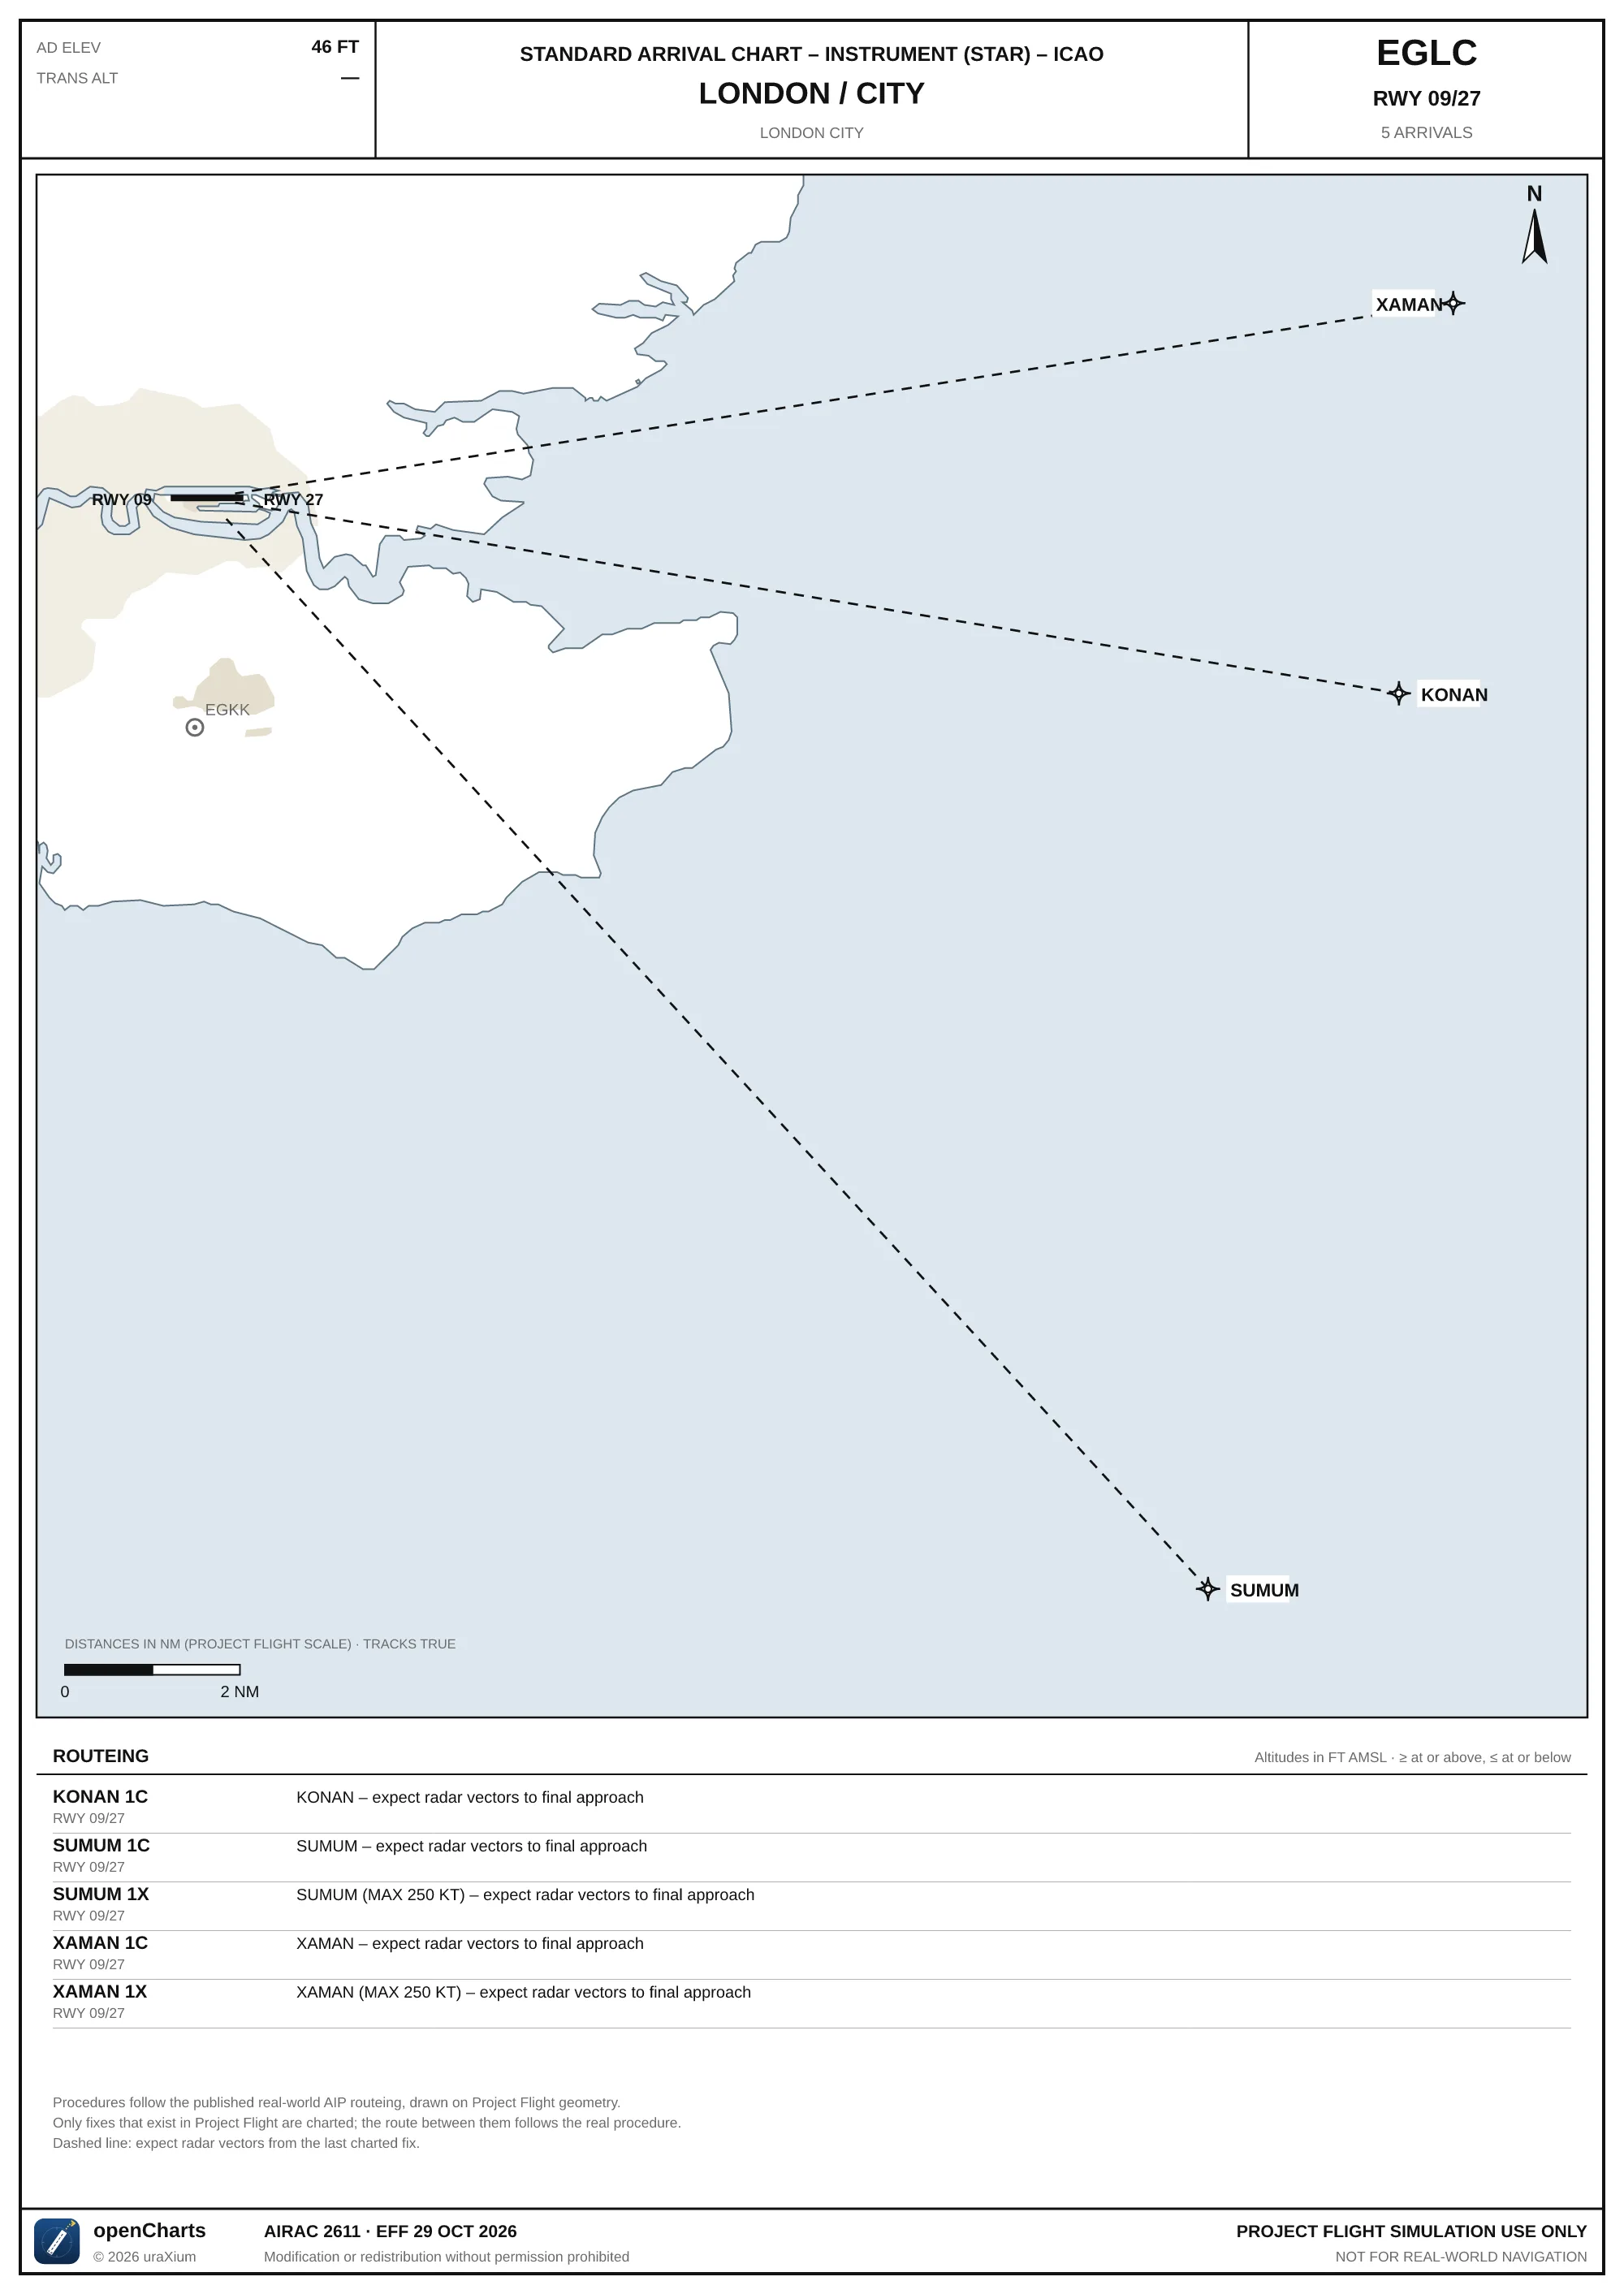 AD ELEV 46 FT
TRANS ALT —
STANDARD ARRIVAL CHART – INSTRUMENT (STAR) – ICAO
LONDON / CITY
LONDON CITY
EGLC
RWY 09/27
5 ARRIVALS
N
XAMAN
RWY 09
RWY 27
KONAN
EGKK
SUMUM
DISTANCES IN NM (PROJECT FLIGHT SCALE) · TRACKS TRUE
0 2 NM
ROUTEING
Altitudes in FT AMSL · ≥ at or above, ≤ at or below
KONAN 1C KONAN – expect radar vectors to final approach
RWY 09/27
SUMUM 1C SUMUM – expect radar vectors to final approach
RWY 09/27
SUMUM 1X SUMUM (MAX 250 KT) – expect radar vectors to final approach
RWY 09/27
XAMAN 1C XAMAN – expect radar vectors to final approach
RWY 09/27
XAMAN 1X XAMAN (MAX 250 KT) – expect radar vectors to final approach
RWY 09/27
Procedures follow the published real-world AIP routeing, drawn on Project Flight geometry.
Only fixes that exist in Project Flight are charted; the route between them follows the real procedure.
Dashed line: expect radar vectors from the last charted fix.
openCharts
© 2026 uraXium
AIRAC 2611 · EFF 29 OCT 2026
Modification or redistribution without permission prohibited
PROJECT FLIGHT SIMULATION USE ONLY
NOT FOR REAL-WORLD NAVIGATION